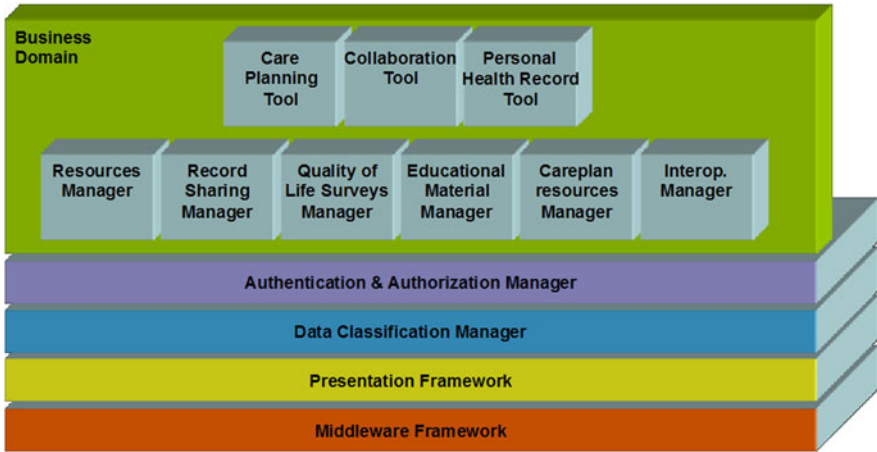 Business
Domain
Care
Planning
Tool
Collaboration
Tool
Personal
Health Record
Tool
Resources
Manager
Record
Sharing
Manager
Quality of
Life Surveys
Manager
Educational
Material
Manager
Careplan
resources
Manager
Interop.
Manager
Authentication & Authorization Manager
Data Classification Manager
Presentation Framework
Middleware Framework